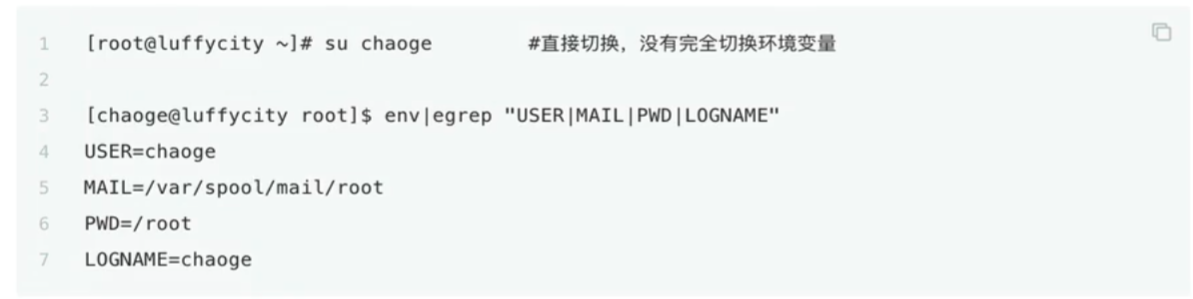 1 [root@luffycity ~]# su chaoge #直接切换，没有完全切换环境变量
2
3 [chaoge@luffycity root]$ env|egrep "USER|MAIL|PWD|LOGNAME"
4 USER=chaoge
5 MAIL=/var/spool/mail/root
6 PWD=/root
7 LOGNAME=chaoge